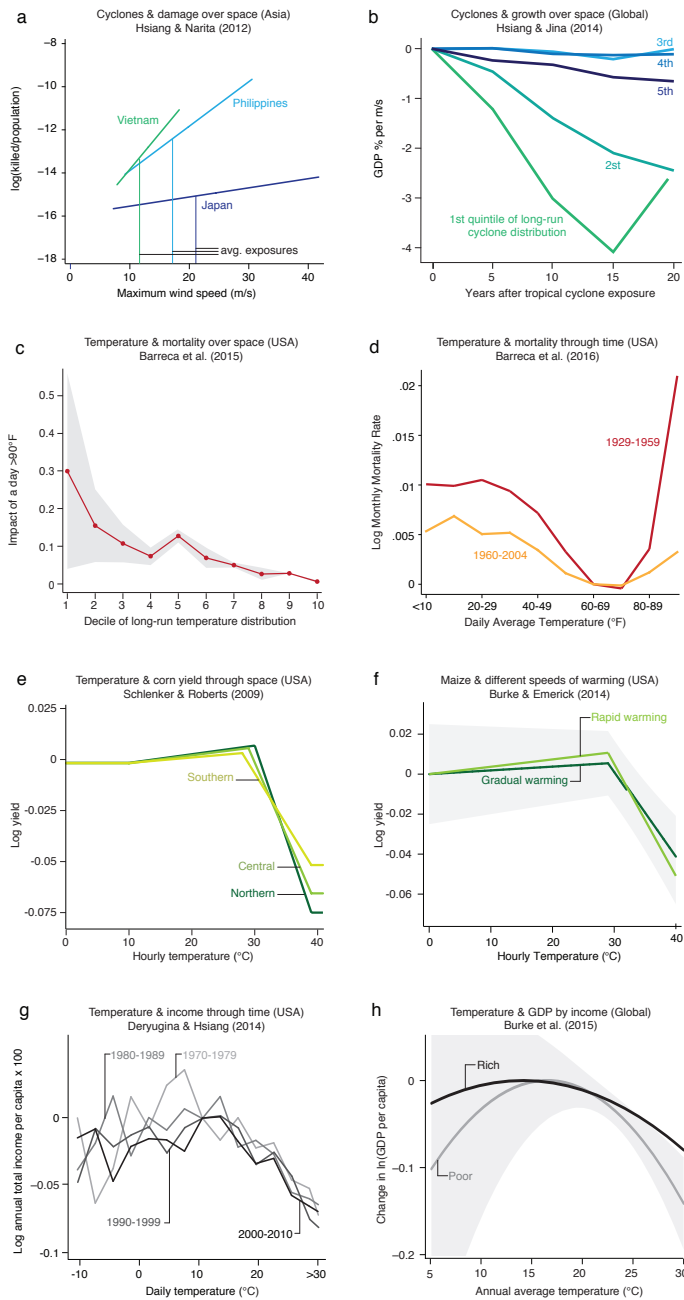 a
Cyclones & damage over space (Asia)
Hsiang & Narita (2012)
log(killed/population)
−8
−10
−12
−14
−16
−18
Vietnam
Philippines
Japan
avg. exposures
0 10 20 30 40
Maximum wind speed (m/s)
b
Cyclones & growth over space (Global)
Hsiang & Jina (2014)
GDP % per m/s
0
-1
-2
-3
-4
3rd
4th
5th
2st
1st quintile of long-run
cyclone distribution
0 5 10 15 20
Years after tropical cyclone exposure
c
Temperature & mortality over space (USA)
Barreca et al. (2015)
Impact of a day >90°F
0.5
0.4
0.3
0.2
0.1
0
1 2 3 4 5 6 7 8 9 10
Decile of long-run temperature distribution
d
Temperature & mortality through time (USA)
Barreca et al. (2016)
Log Monthly Mortality Rate
.02
.015
.01
.005
0
1929-1959
1960-2004
<10 20-29 40-49 60-69 80-89
Daily Average Temperature (°F)
e
Temperature & corn yield through space (USA)
Schlenker & Roberts (2009)
Log yield
0.025
0
-0.025
-0.05
-0.075
Southern
Central
Northern
0 10 20 30 40
Hourly temperature (°C)
f
Maize & different speeds of warming (USA)
Burke & Emerick (2014)
Log yield
0.02
0
-0.02
-0.04
-0.06
Rapid warming
Gradual warming
0 10 20 30 40
Hourly Temperature (°C)
g
Temperature & income through time (USA)
Deryugina & Hsiang (2014)
Log annual total income per capita x 100
0
−0.05
-0.1
1980-1989
1970-1979
1990-1999
2000-2010
-10 0 10 20 >30
Daily temperature (°C)
h
Temperature & GDP by income (Global)
Burke et al. (2015)
Change in ln(GDP per capita)
0
−0.1
−0.2
Rich
Poor
5 10 15 20 25 30
Annual average temperature (°C)